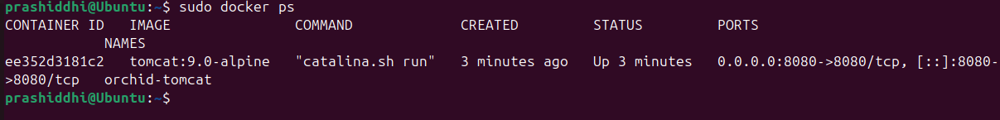 prashiddhi@Ubuntu:~$ sudo docker ps
CONTAINER ID   IMAGE               COMMAND             CREATED         STATUS         PORTS
               NAMES
ee352d3181c2   tomcat:9.0-alpine   "catalina.sh run"   3 minutes ago   Up 3 minutes   0.0.0.0:8080->8080/tcp, [::]:8080-
>8080/tcp   orchid-tomcat
prashiddhi@Ubuntu:~$